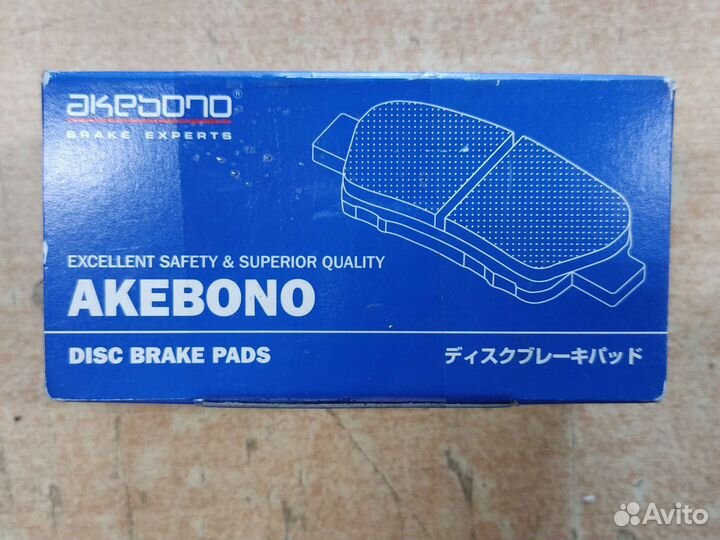 akebono®
BRAKE EXPERTS
EXCELLENT SAFETY & SUPERIOR QUALITY
AKEBONO
DISC BRAKE PADS
ディスクブレーキパッド
Avito